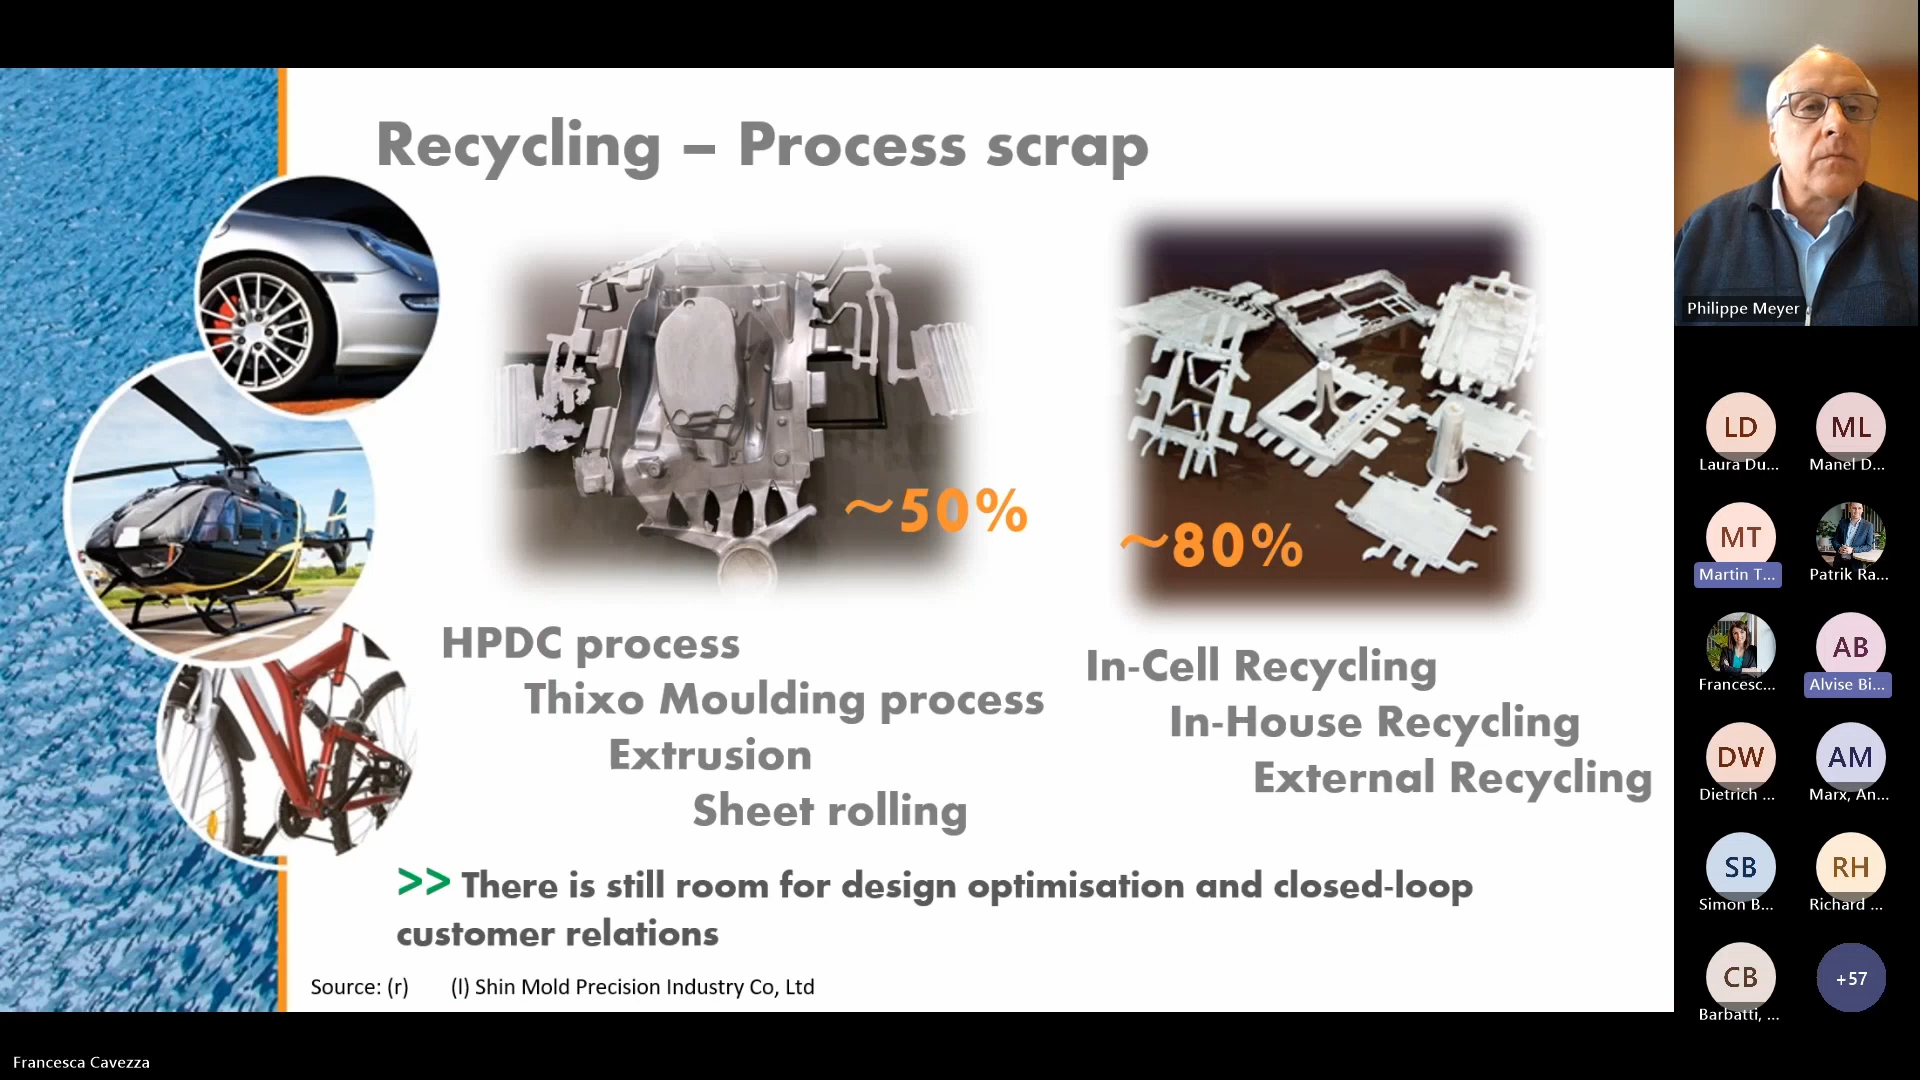 Recycling – Process scrap
~50%
~80%
HPDC process
Thixo Moulding process
Extrusion
Sheet rolling
In-Cell Recycling
In-House Recycling
External Recycling
>> There is still room for design optimisation and closed-loop
customer relations
Source: (r) (l) Shin Mold Precision Industry Co, Ltd
Francesca Cavezza
Philippe Meyer
LD
Laura Du...
ML
Manel D...
MT
Martin T...
Patrik Ra...
Francesc...
AB
Alvise Bi...
DW
Dietrich ...
AM
Marx, An...
SB
Simon B...
RH
Richard ...
CB
Barbatti, ...
+57